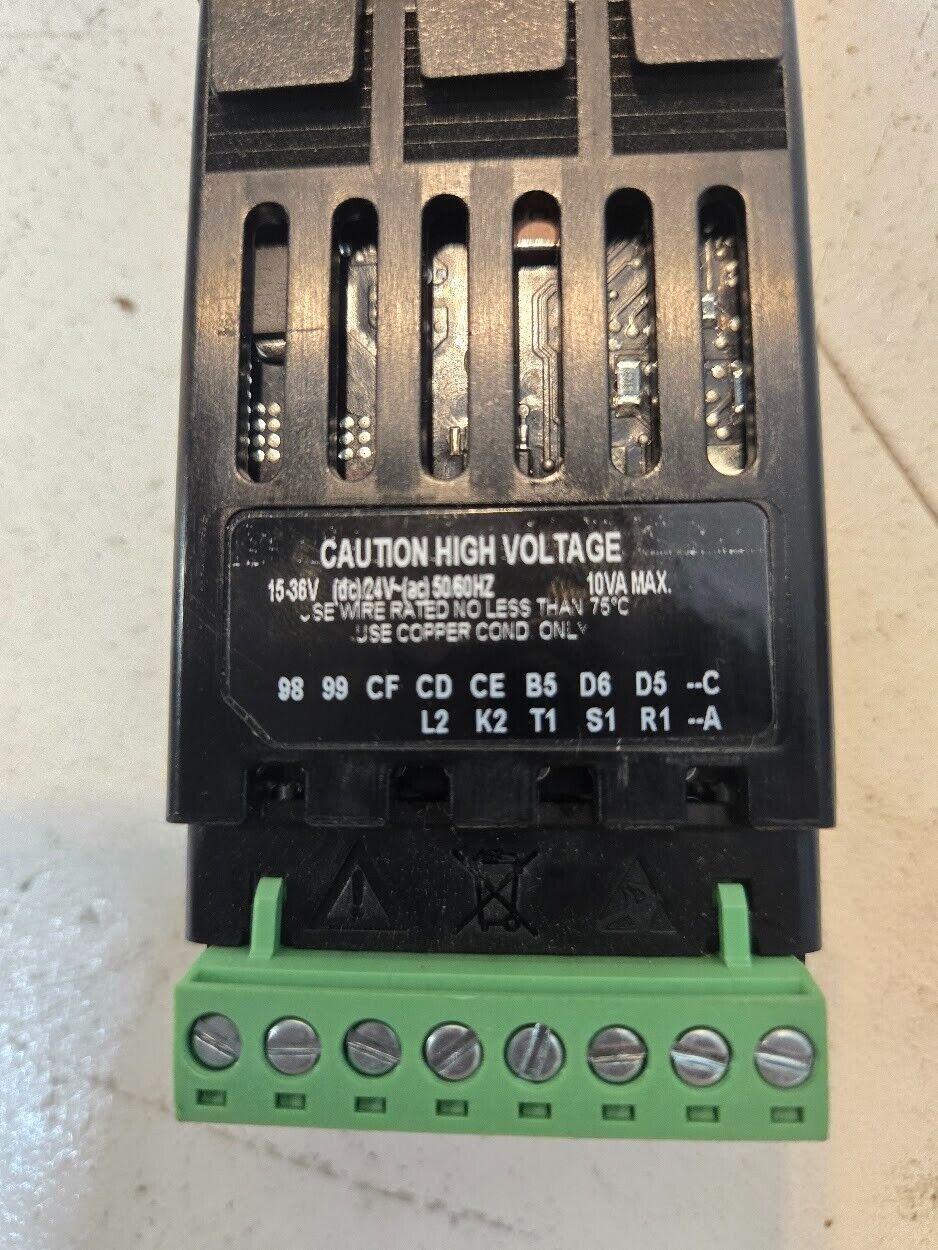 CAUTION HIGH VOLTAGE
15-36V (dc)/24V~(ac) 50/60HZ 10VA MAX.
USE WIRE RATED NO LESS THAN 75°C
USE COPPER COND. ONLY
98 99 CF CD CE B5 D6 D5 --C
L2 K2 T1 S1 R1 --A